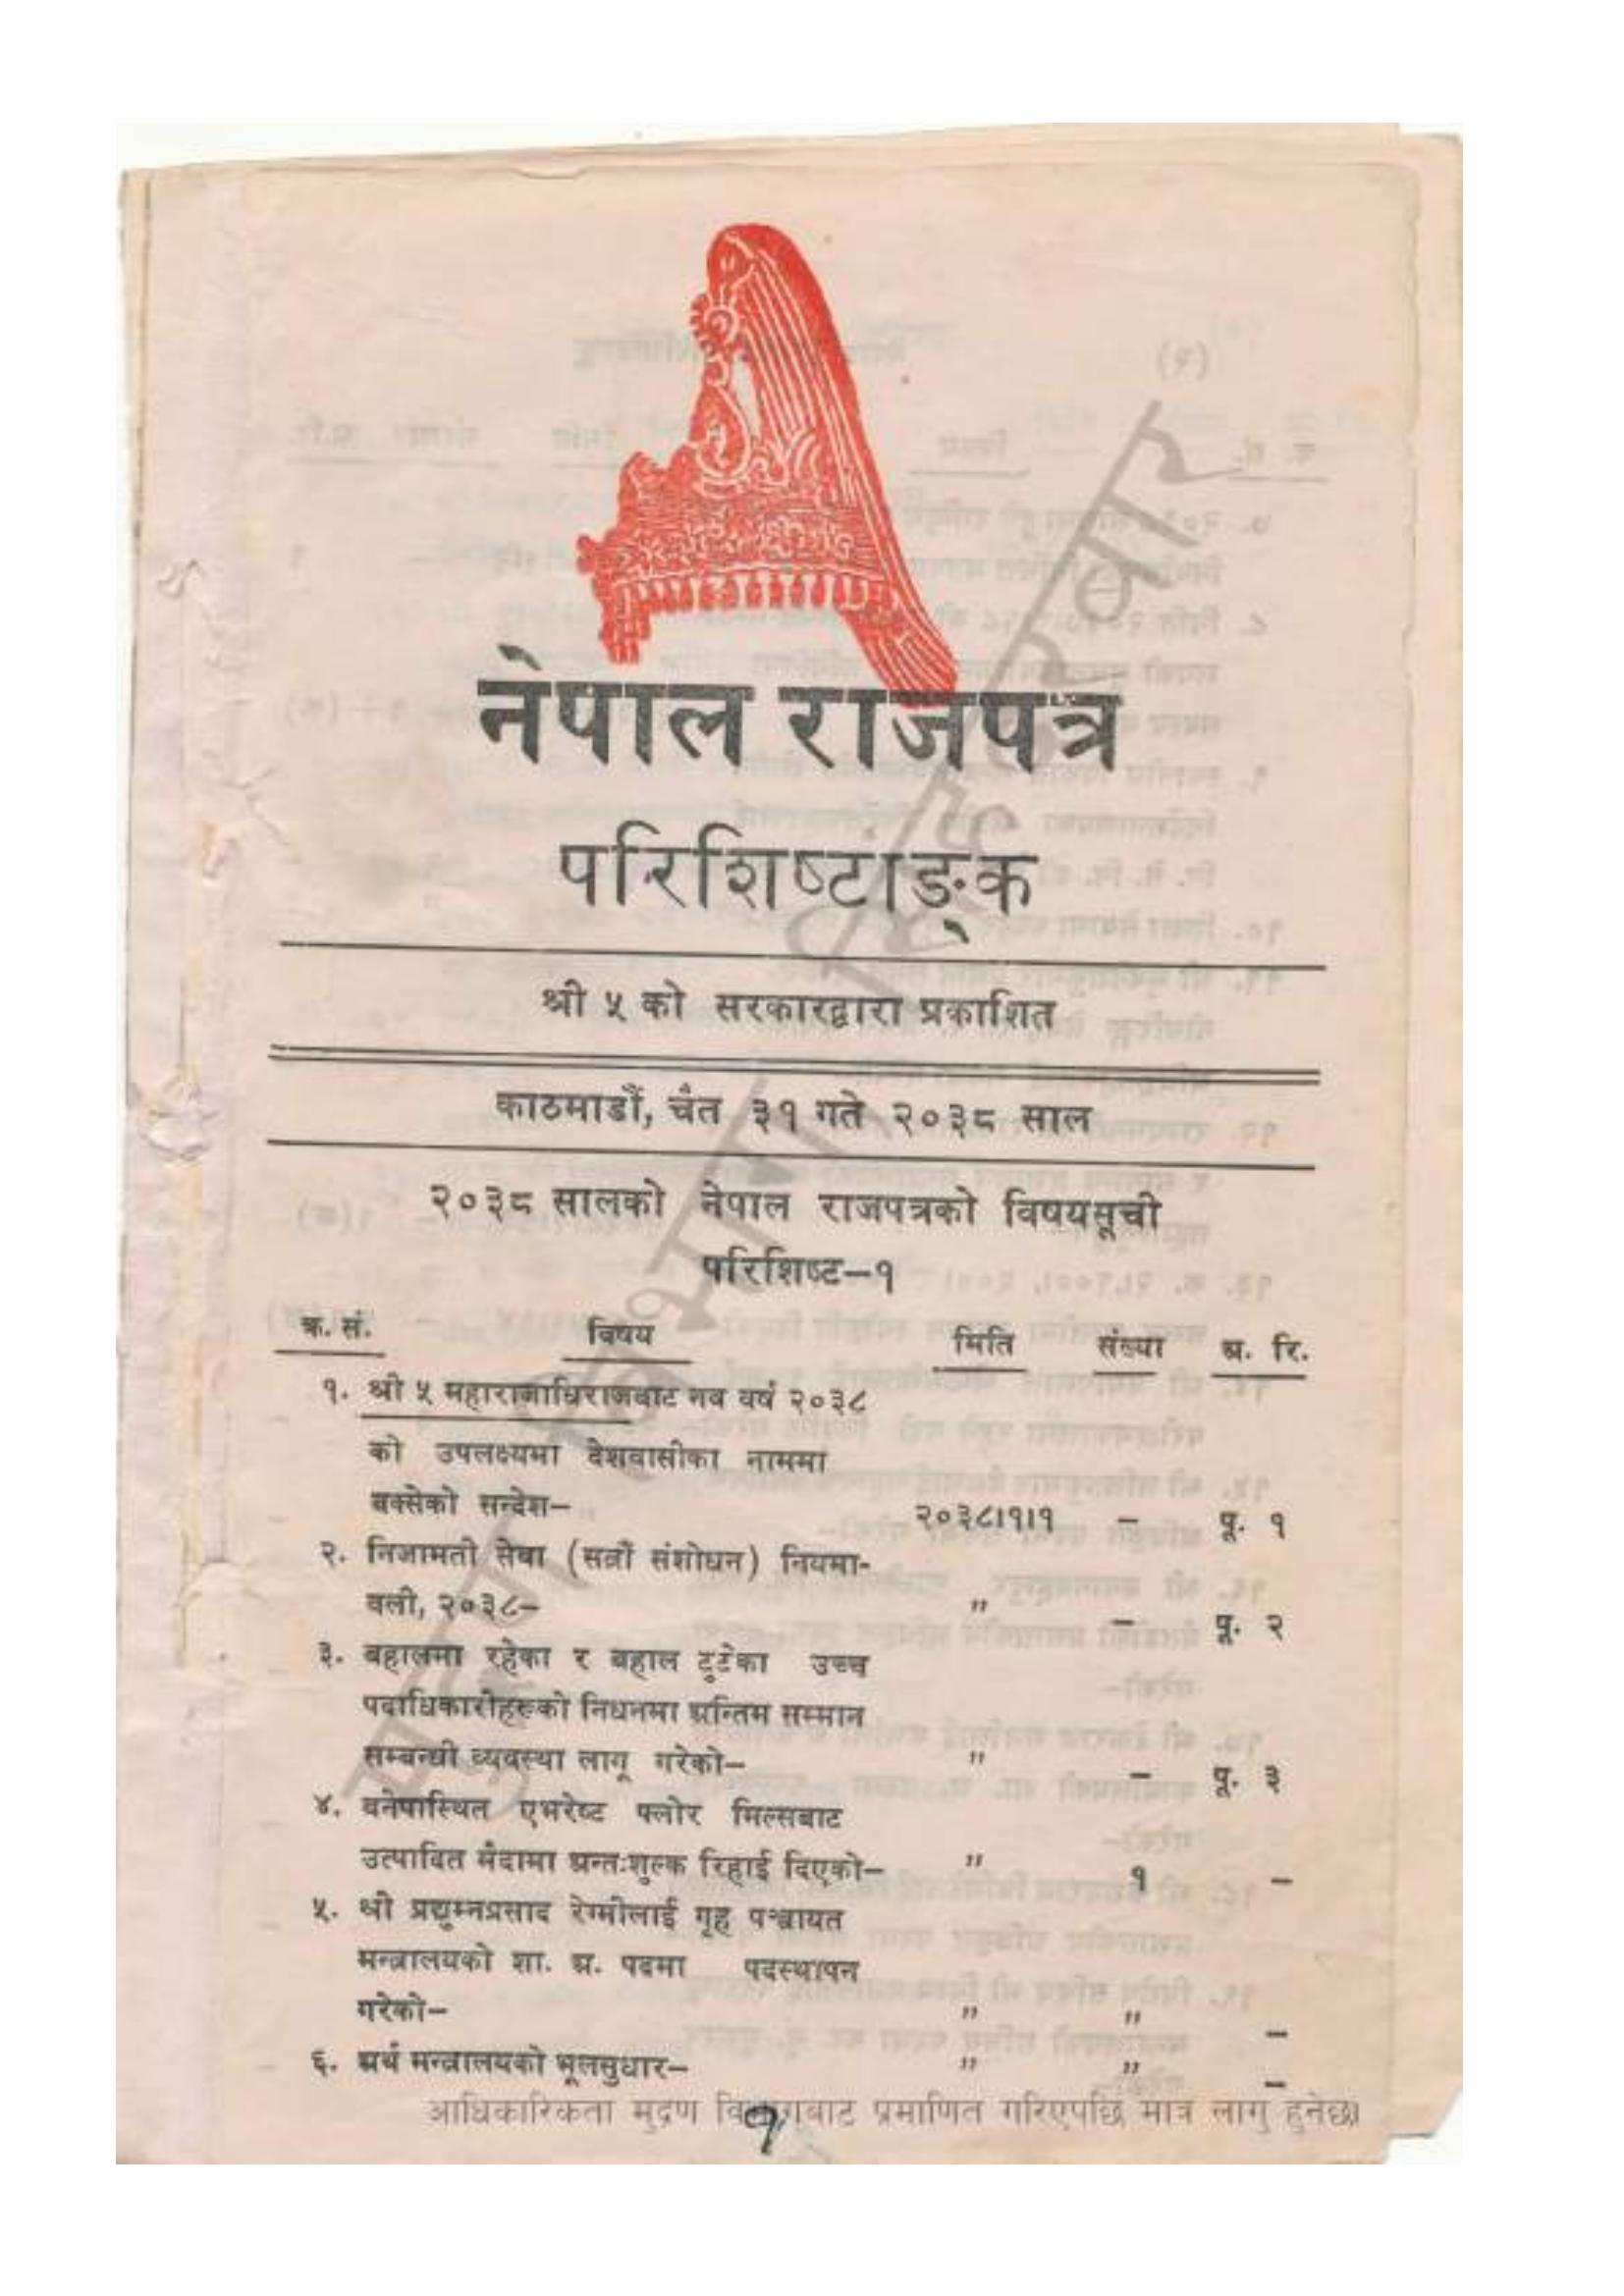 नेपाल राजपत्र
परिशिष्टांङ्क
श्री ५ को सरकारद्वारा प्रकाशित
काठमाडौं, चैत ३१ गते २०३८ साल
२०३८ सालको नेपाल राजपत्रको विषयसूची
परिशिष्ट–१
क्र. सं. विषय मिति संख्या अ. रि.
१. श्री ५ महाराजाधिराजबाट नव वर्ष २०३८
को उपलक्ष्यमा देशवासीका नाममा
बक्सेको सन्देश– २०३८।१।१ – पू. १
२. निजामती सेवा (सत्रौं संशोधन) नियमा-
वली, २०३८– " – पू. २
३. बहालमा रहेका र बहाल टुटेका उच्च
पदाधिकारीहरूको निधनमा अन्तिम सम्मान
सम्बन्धी व्यवस्था लागू गरेको– " – पू. ३
४. बनेपास्थित एभरेष्ट फ्लोर मिल्सबाट
उत्पादित मैदामा अन्तःशुल्क रिहाई दिएको– " १ –
५. श्री प्रद्युम्नप्रसाद रेग्मीलाई गृह पञ्चायत
मन्त्रालयको शा. अ. पदमा पदस्थापन
गरेको– " " –
६. अर्थ मन्त्रालयको भूलसुधार– " " –
आधिकारिकता मुद्रण विभागबाट प्रमाणित गरिएपछि मात्र लागु हुनेछ।
१